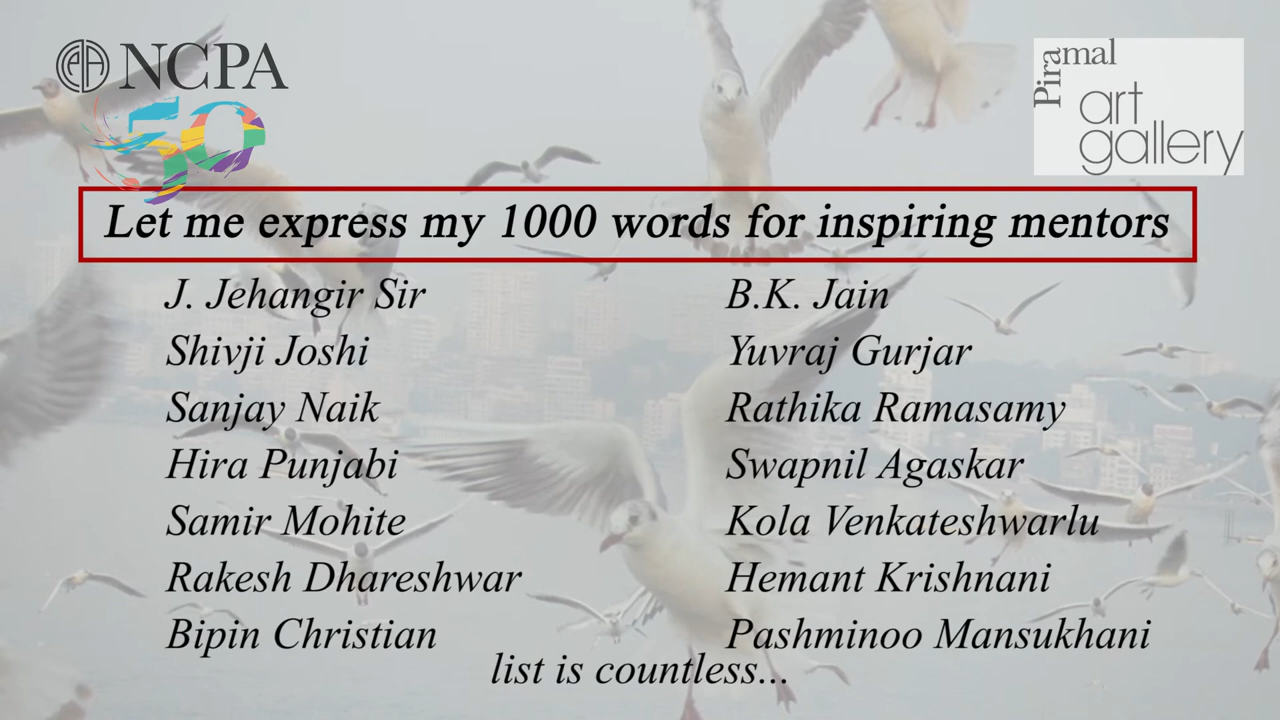 NCPA
50
Piramal
art
gallery
Let me express my 1000 words for inspiring mentors
J. Jehangir Sir
Shivji Joshi
Sanjay Naik
Hira Punjabi
Samir Mohite
Rakesh Dhareshwar
Bipin Christian
B.K. Jain
Yuvraj Gurjar
Rathika Ramasamy
Swapnil Agaskar
Kola Venkateshwarlu
Hemant Krishnani
Pashminoo Mansukhani
list is countless...